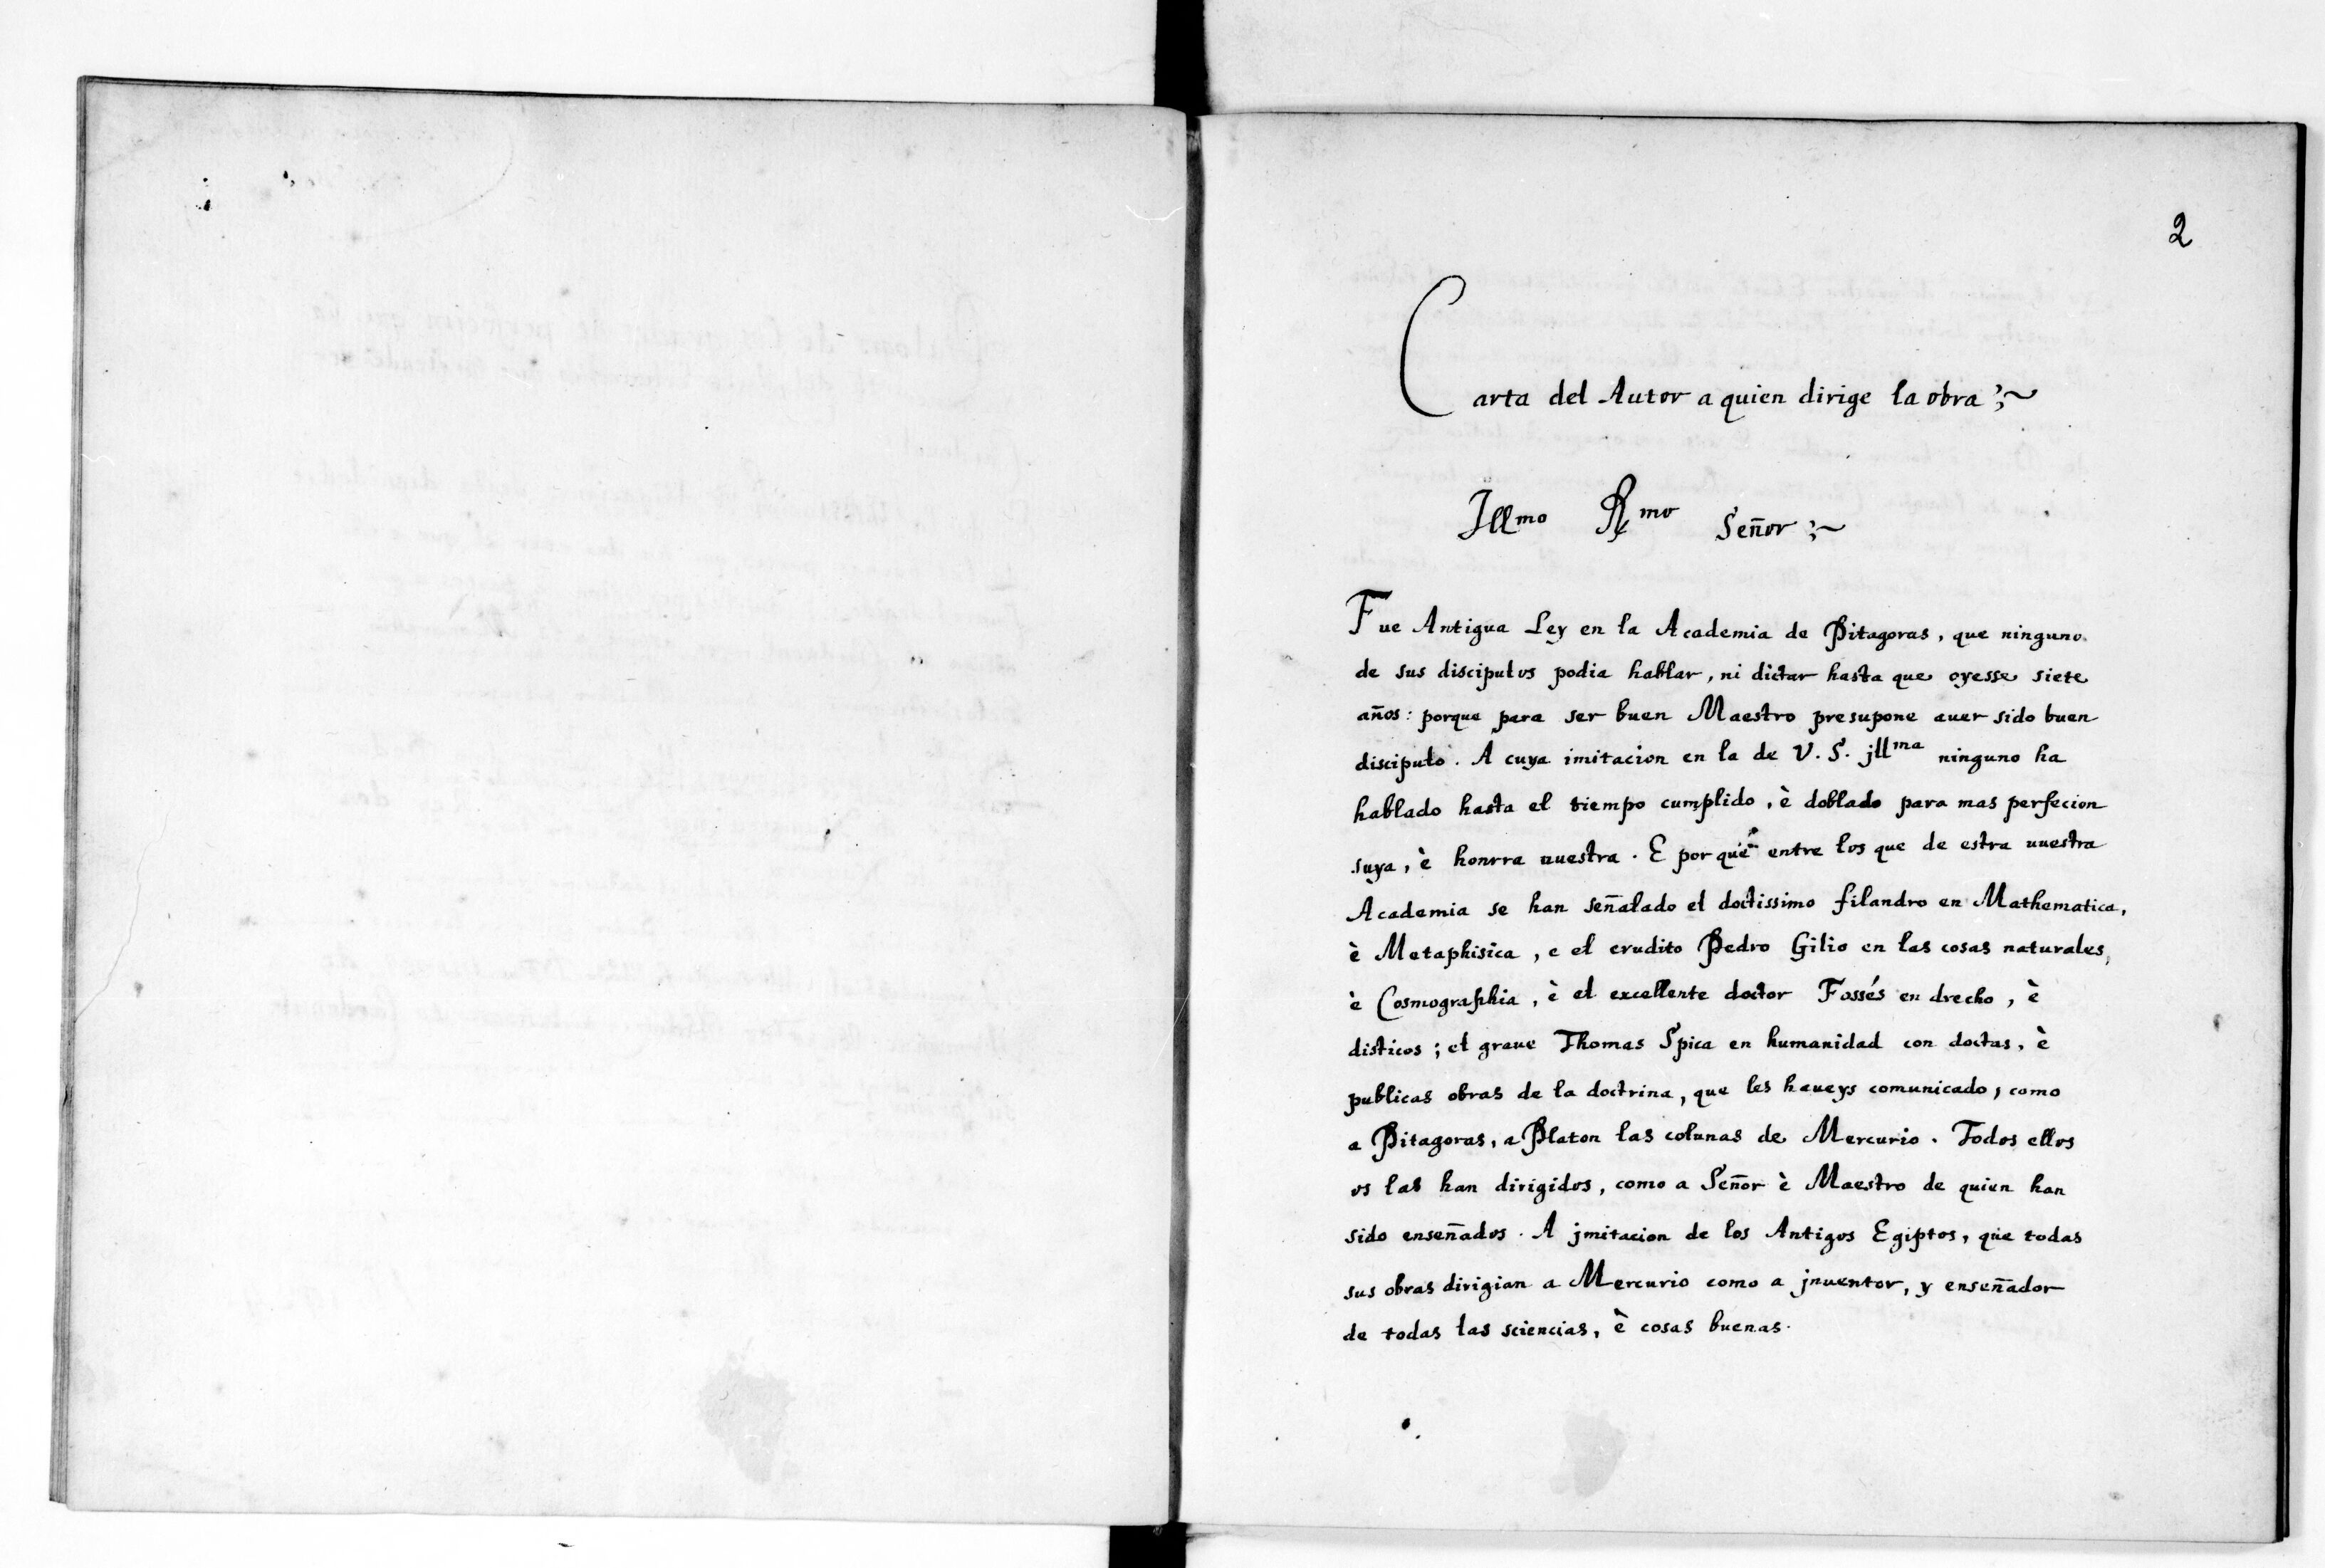 2
Carta del Autor a quien dirige la obra
Illmo Rmo Señor
Fue Antigua Ley en la Academia de Pitagoras, que ninguno
de sus discipulos podia hablar, ni dictar hasta que oyesse siete
años: porque para ser buen Maestro presupone auer sido buen
discipulo. A cuya imitacion en la de V. S. jllma ninguno ha
hablado hasta el tiempo cumplido, è doblado para mas perfecion
suya, è honrra uuestra. E porque entre los que de estra uuestra
Academia se han señalado el doctissimo filandro en Mathematica,
è Metaphisica, e el erudito Pedro Gilio en las cosas naturales,
è Cosmographia, è el excellente doctor Fossés en drecho, è
disticos; el graue Thomas Spica en humanidad con doctas, è
publicas obras de la doctrina, que les haueys comunicado, como
a Pitagoras, a Platon las colunas de Mercurio. Todos ellos
os las han dirigidos, como a Señor è Maestro de quien han
sido enseñados. A jmitacion de los Antigos Egiptos, que todas
sus obras dirigian a Mercurio como a jnuentor, y enseñador
de todas las sciencias, è cosas buenas.